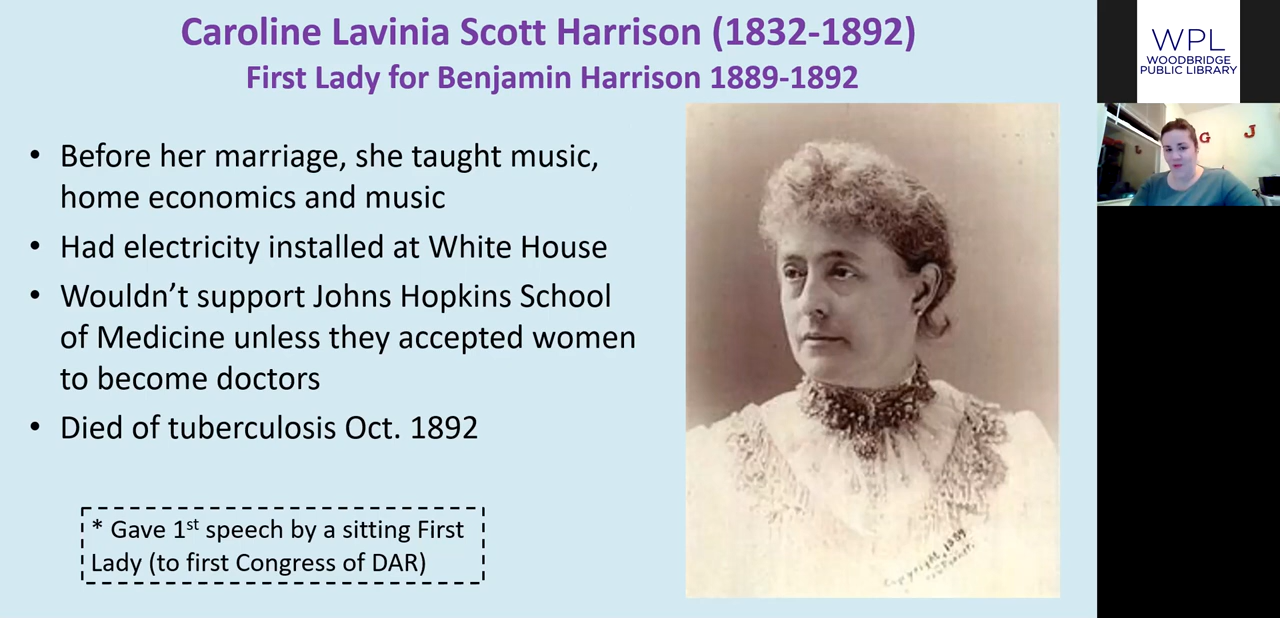 Caroline Lavinia Scott Harrison (1832-1892)
First Lady for Benjamin Harrison 1889-1892
• Before her marriage, she taught music,
home economics and music
• Had electricity installed at White House
• Wouldn’t support Johns Hopkins School
of Medicine unless they accepted women
to become doctors
• Died of tuberculosis Oct. 1892
* Gave 1st speech by a sitting First
Lady (to first Congress of DAR)
Copyright, 1889
WPL
WOODBRIDGE
PUBLIC LIBRARY
G J